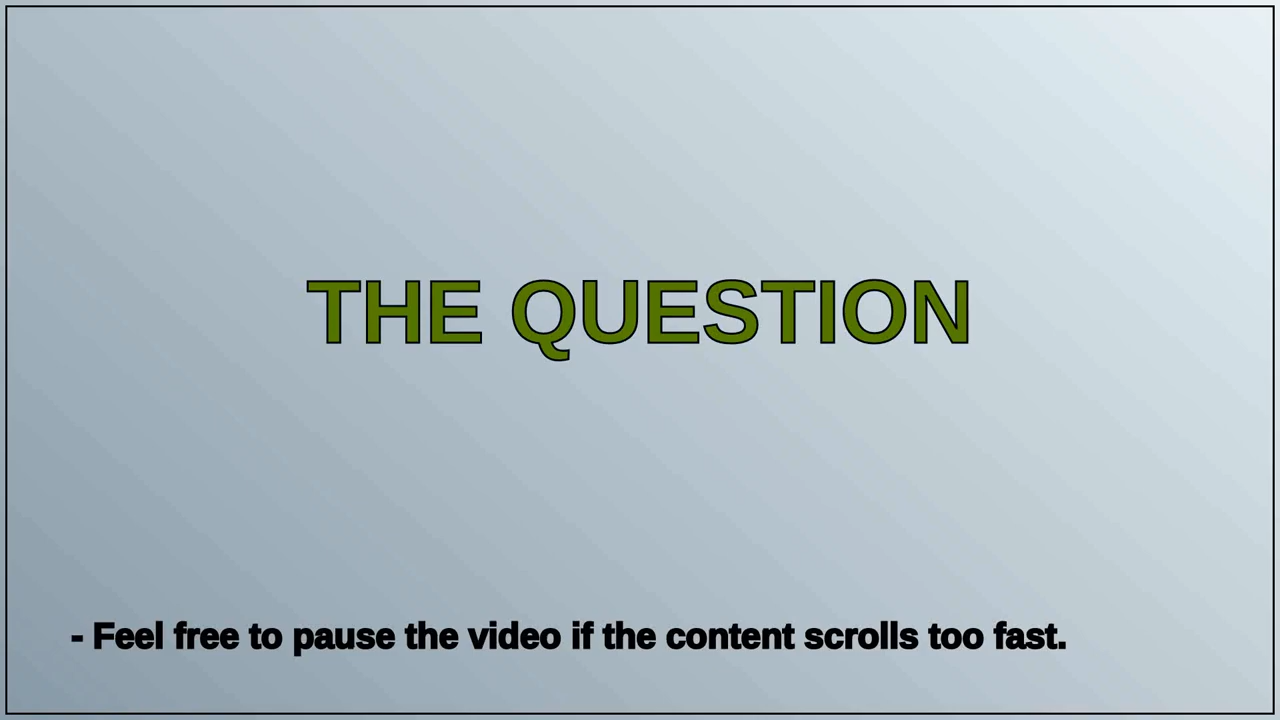 THE QUESTION
- Feel free to pause the video if the content scrolls too fast.